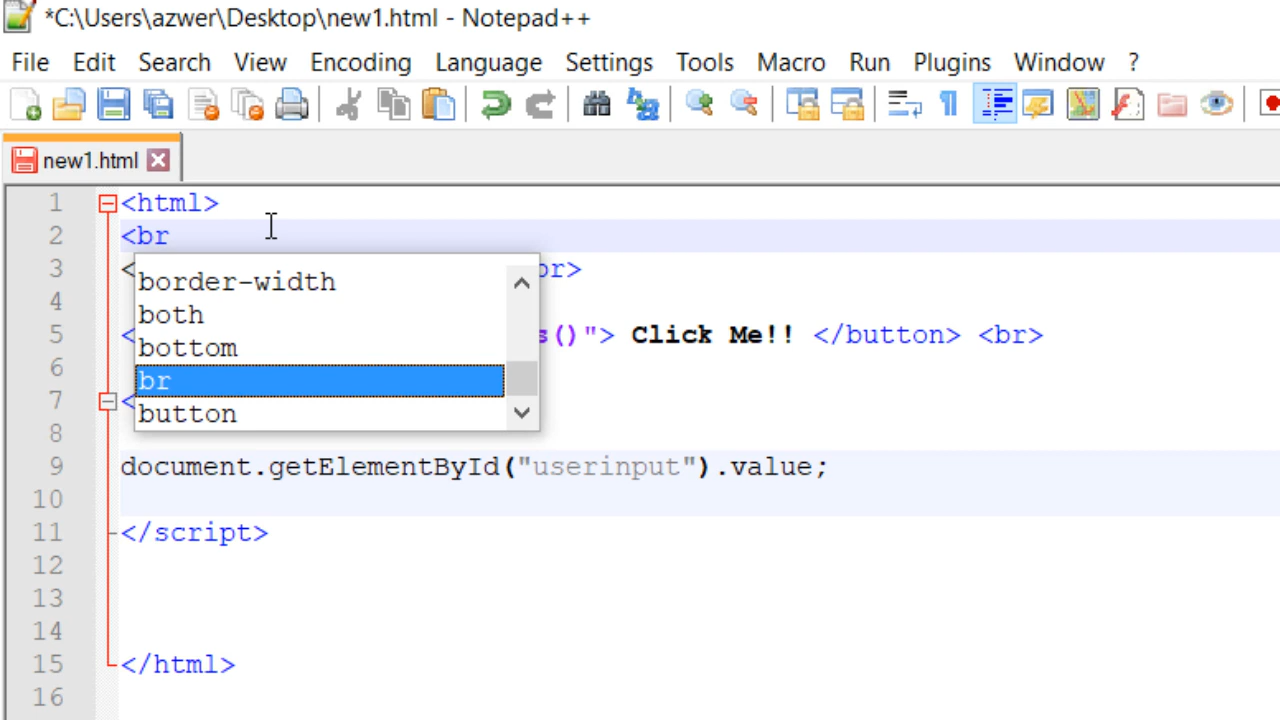 *C:\Users\azwer\Desktop\new1.html - Notepad++
File Edit Search View Encoding Language Settings Tools Macro Run Plugins Window ?
new1.html
1 <html>
2 <br
3 < br>
border-width
4
both
5 < s()"> Click Me!! </button> <br>
bottom
6
br
7 <
button
8
9 document.getElementById("userinput").value;
10
11 </script>
12
13
14
15 </html>
16